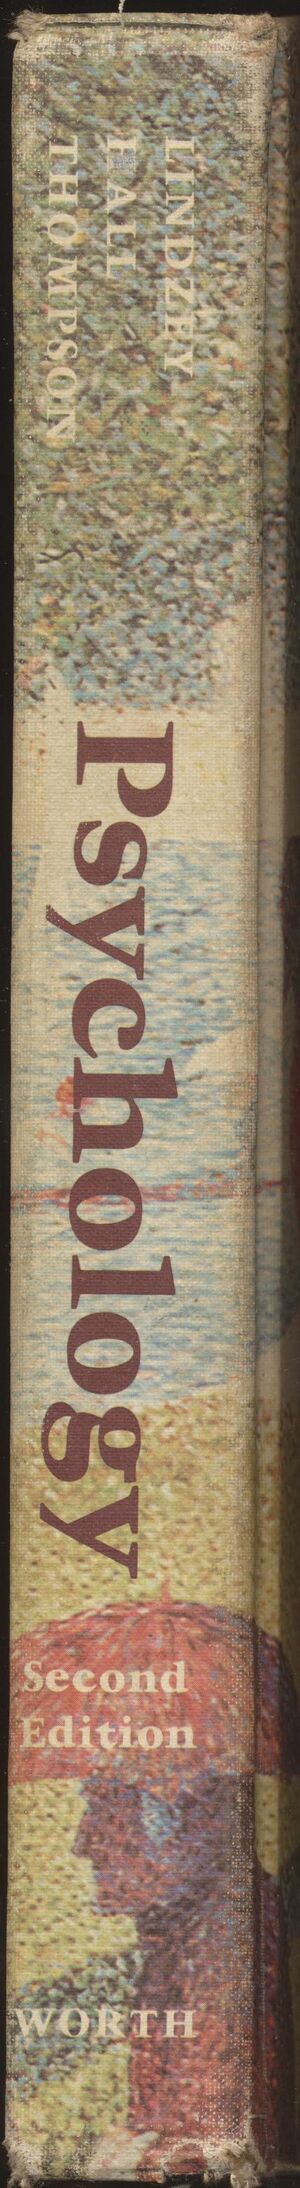 LINDZEY
HALL
THOMPSON
Psychology
Second
Edition
WORTH